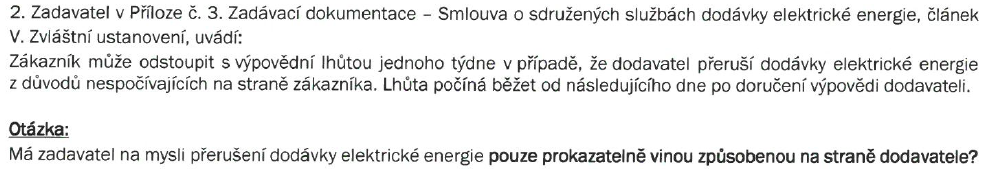 2. Zadavatel v Příloze č. 3. Zadávací dokumentace – Smlouva o sdružených službách dodávky elektrické energie, článek
V. Zvláštní ustanovení, uvádí:
Zákazník může odstoupit s výpovědní lhůtou jednoho týdne v případě, že dodavatel přeruší dodávky elektrické energie
z důvodů nespočívajících na straně zákazníka. Lhůta počíná běžet od následujícího dne po doručení výpovědi dodavateli.
Otázka:
Má zadavatel na mysli přerušení dodávky elektrické energie pouze prokazatelně vinou způsobenou na straně dodavatele?